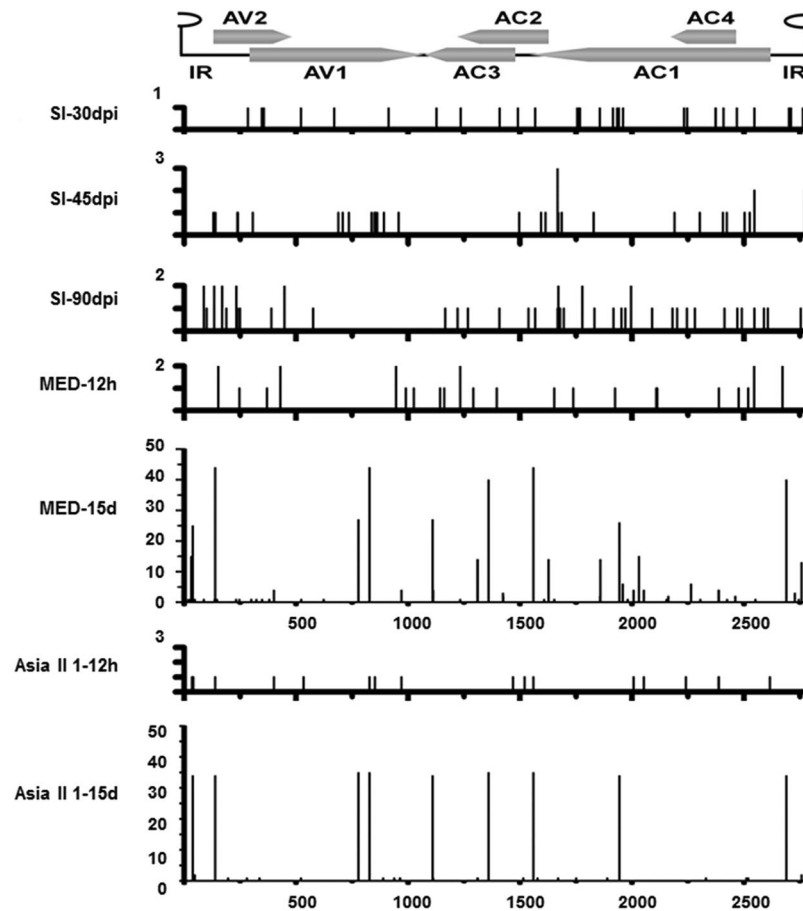 AV2 AC2 AC4
IR AV1 AC3 AC1 IR
1
SI-30dpi
3
SI-45dpi
2
SI-90dpi
2
MED-12h
50
40
MED-15d
30
20
10
0
500 1000 1500 2000 2500
3
Asia II 1-12h
50
40
Asia II 1-15d
30
20
10
0
500 1000 1500 2000 2500